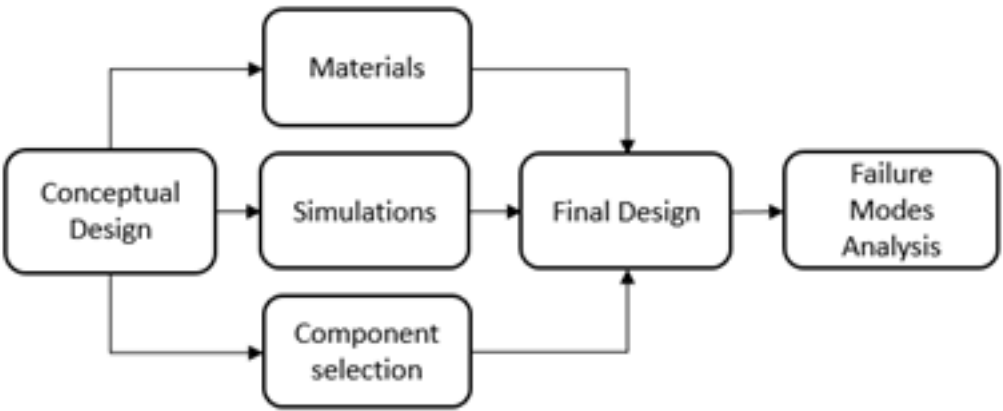 Materials
Conceptual
Design
Simulations
Final Design
Failure
Modes
Analysis
Component
selection